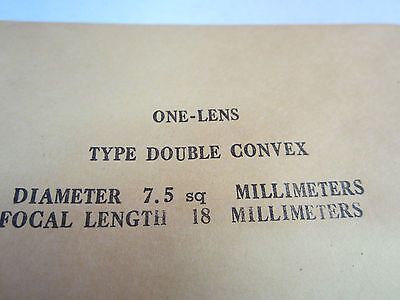 ONE-LENS
TYPE DOUBLE CONVEX
DIAMETER 7.5 sq MILLIMETERS
FOCAL LENGTH 18 MILLIMETERS